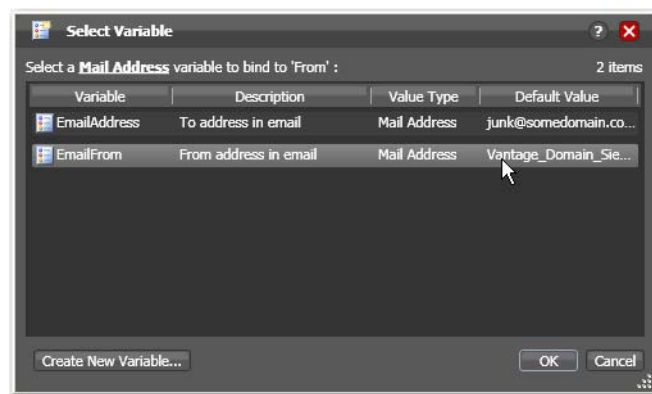 Select Variable
?
Select a Mail Address variable to bind to 'From' : 2 items
Variable Description Value Type Default Value
EmailAddress To address in email Mail Address junk@somedomain.co...
EmailFrom From address in email Mail Address Vantage_Domain_Sie...
Create New Variable... OK Cancel